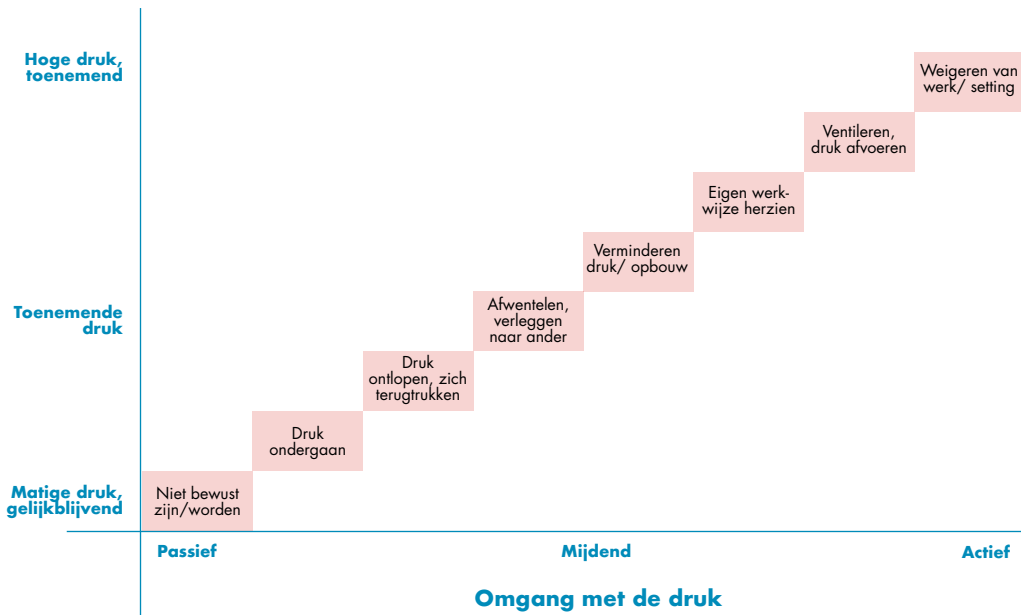 Hoge druk,
toenemend
Weigeren van
werk/ setting
Ventileren,
druk afvoeren
Eigen werk-
wijze herzien
Verminderen
druk/ opbouw
Toenemende
druk
Afwentelen,
verleggen
naar ander
Druk
ontlopen, zich
terugtrukken
Druk
ondergaan
Matige druk,
gelijkblijvend
Niet bewust
zijn/worden
Passief
Mijdend
Actief
Omgang met de druk